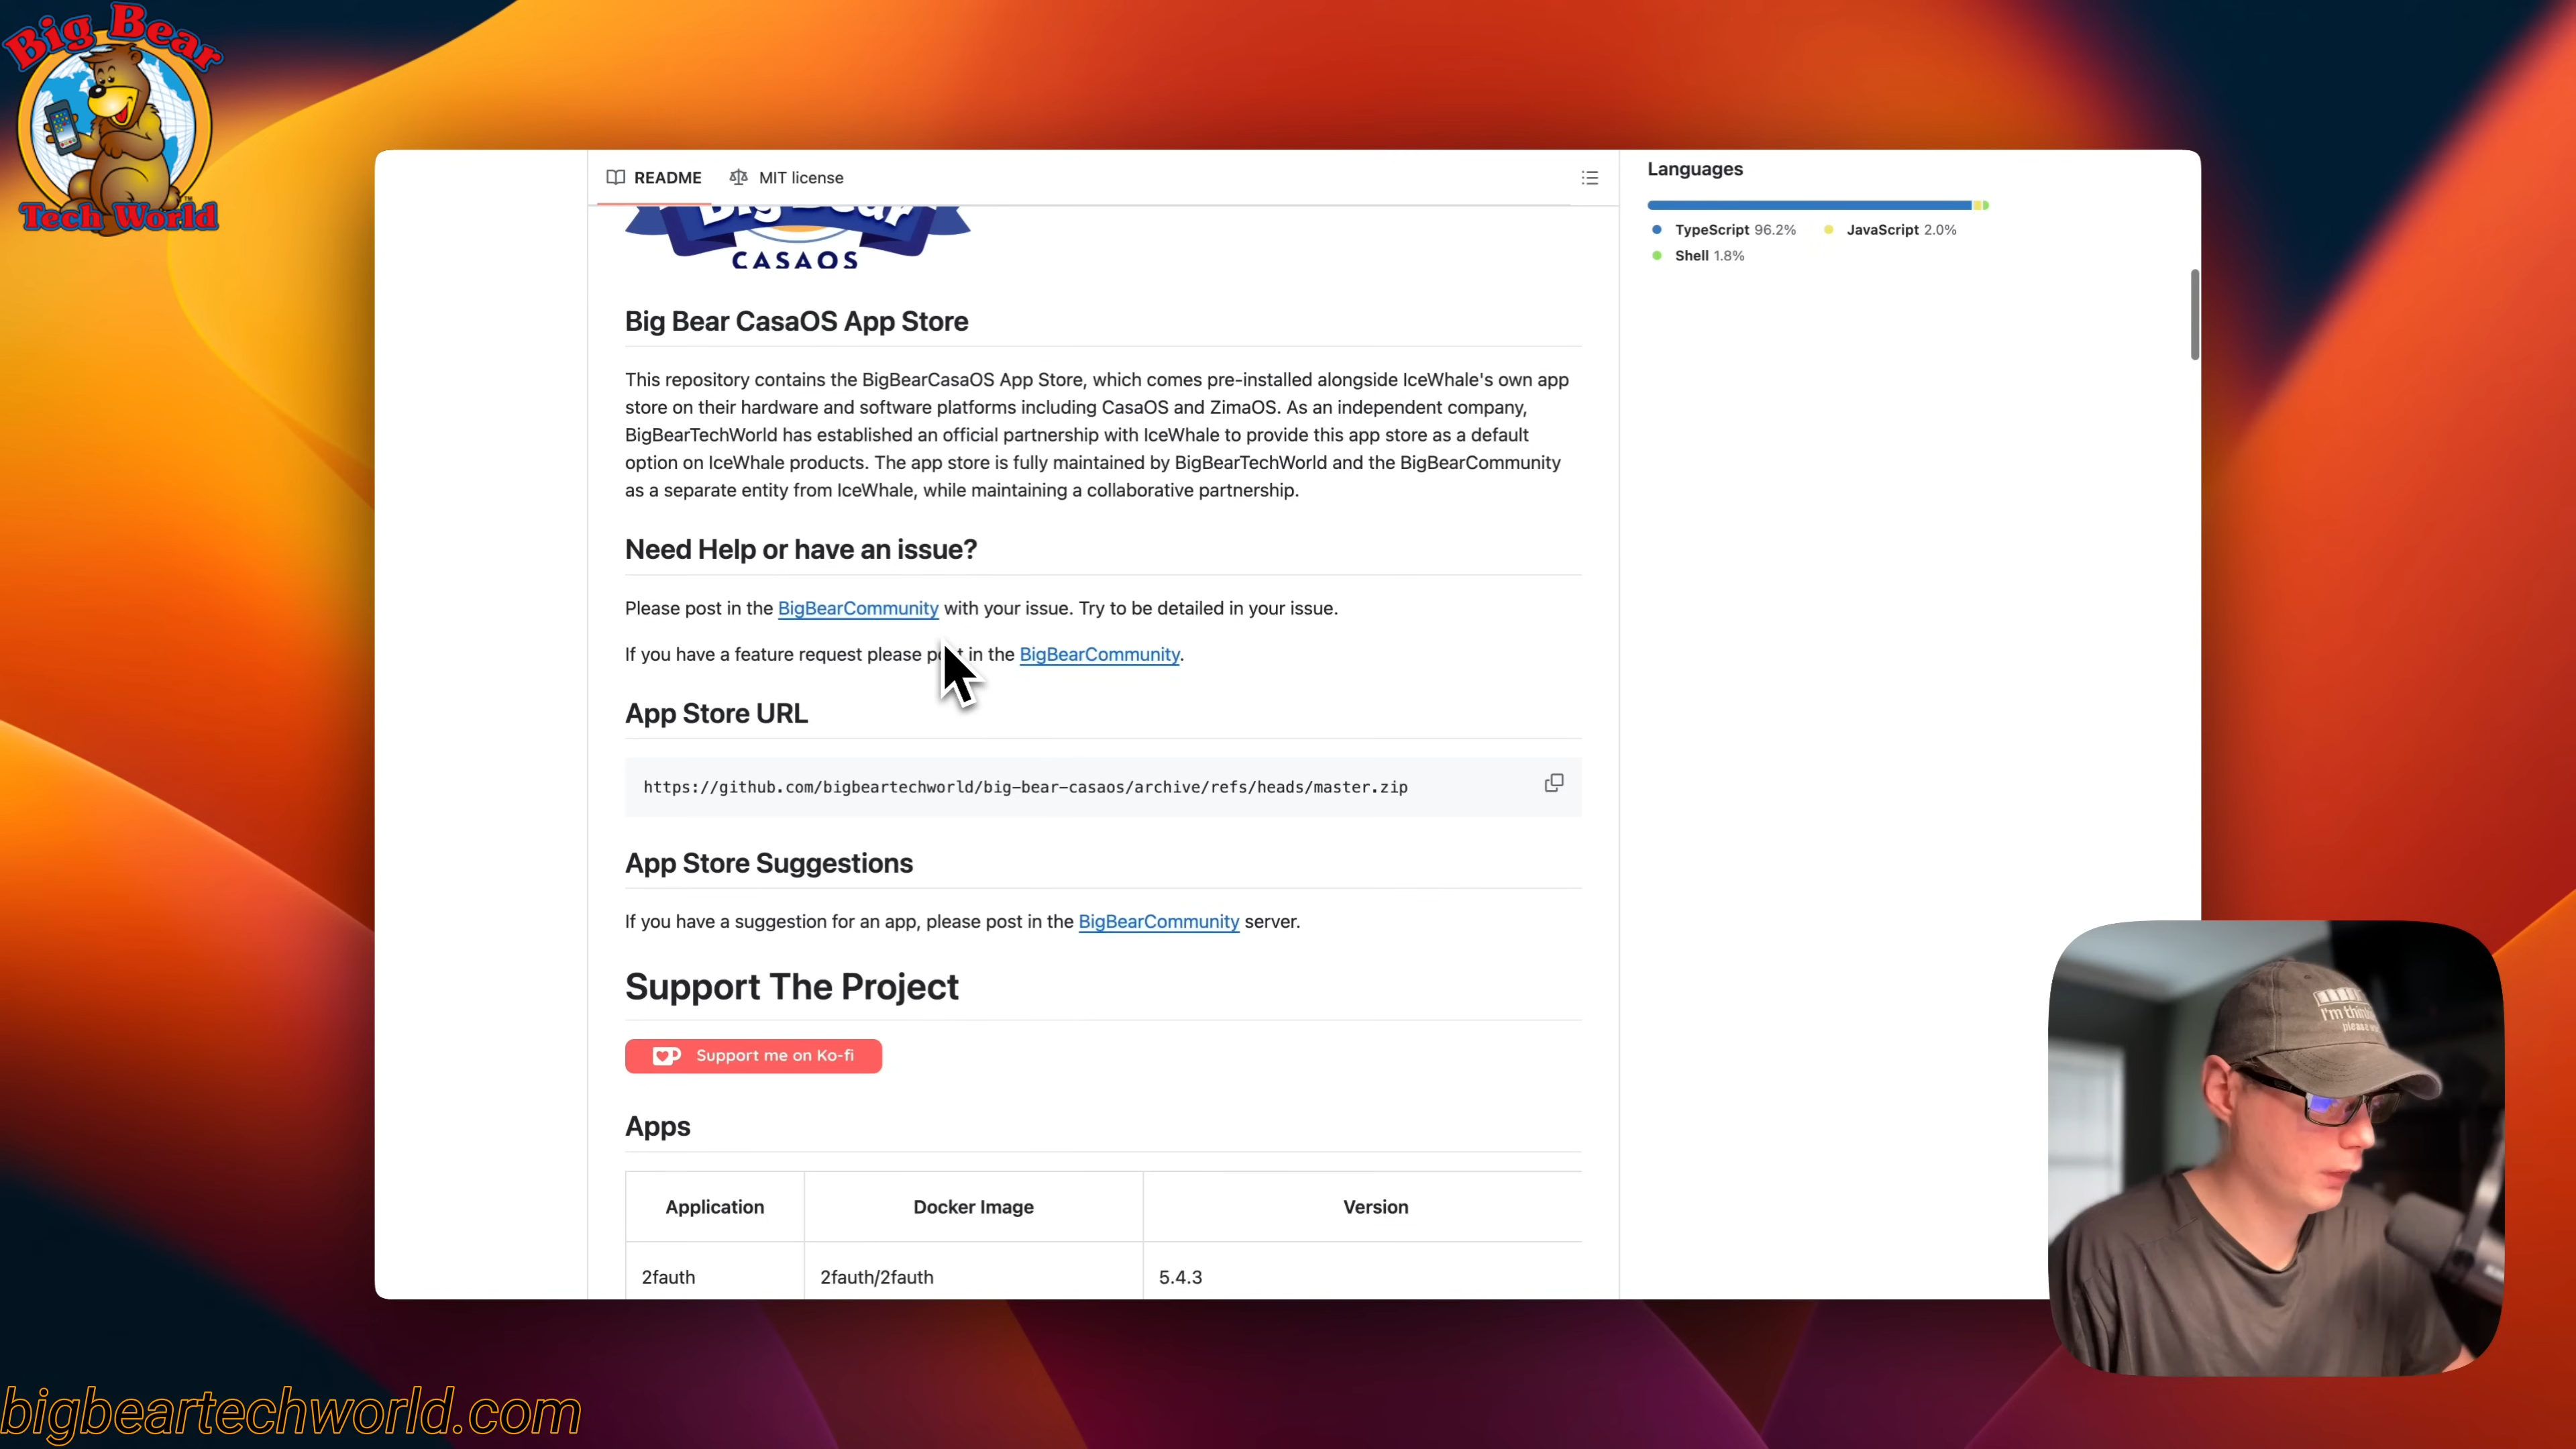 Big Bear
Tech World
README
MIT license
Big Bear
CASAOS
Big Bear CasaOS App Store
This repository contains the BigBearCasaOS App Store, which comes pre-installed alongside IceWhale's own app
store on their hardware and software platforms including CasaOS and ZimaOS. As an independent company,
BigBearTechWorld has established an official partnership with IceWhale to provide this app store as a default
option on IceWhale products. The app store is fully maintained by BigBearTechWorld and the BigBearCommunity
as a separate entity from IceWhale, while maintaining a collaborative partnership.
Need Help or have an issue?
Please post in the BigBearCommunity with your issue. Try to be detailed in your issue.
If you have a feature request please post in the BigBearCommunity.
App Store URL
https://github.com/bigbeartechworld/big-bear-casaos/archive/refs/heads/master.zip
App Store Suggestions
If you have a suggestion for an app, please post in the BigBearCommunity server.
Support The Project
Support me on Ko-fi
Apps
Application Docker Image Version
2fauth 2fauth/2fauth 5.4.3
Languages
TypeScript 96.2% JavaScript 2.0%
Shell 1.8%
I'm
please
bigbeartechworld.com